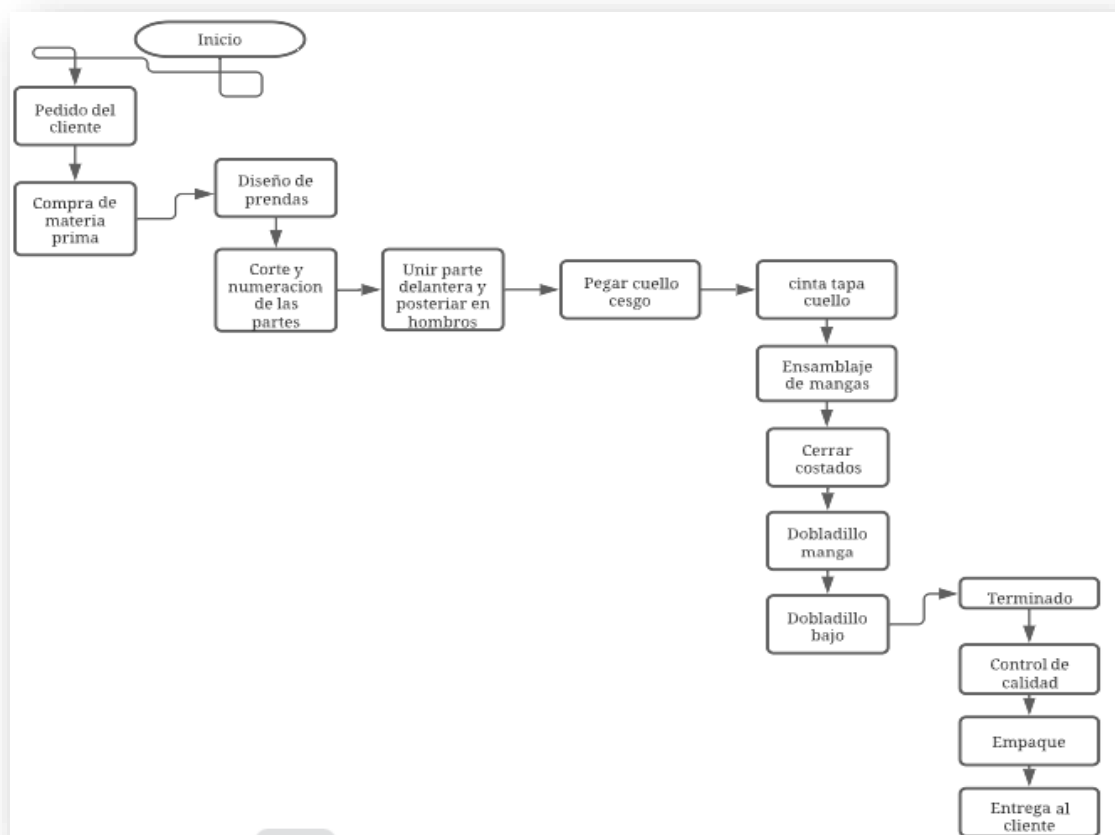 Inicio
Pedido del
cliente
Compra de
materia
prima
Diseño de
prendas
Corte y
numeracion
de las
partes
Unir parte
delantera y
posteriar en
hombros
Pegar cuello
cesgo
cinta tapa
cuello
Ensamblaje
de mangas
Cerrar
costados
Dobladillo
manga
Dobladillo
bajo
Terminado
Control de
calidad
Empaque
Entrega al
cliente